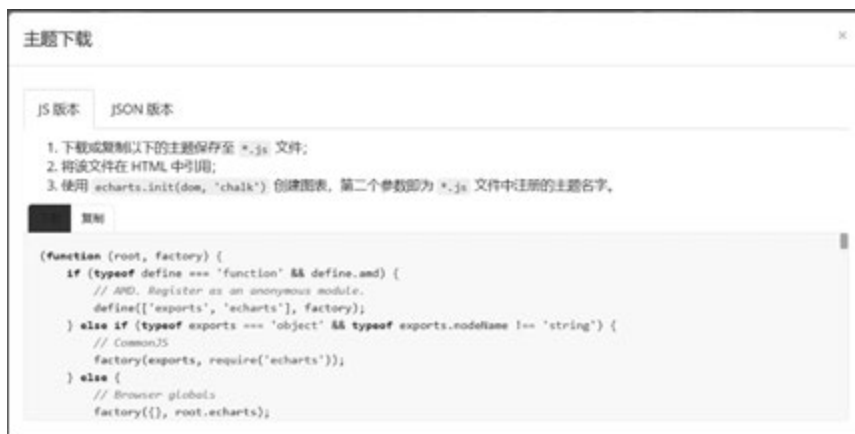 主题下载
×
JS 版本 JSON 版本
1. 下载或复制以下的主题保存至 *.js 文件;
2. 将该文件在 HTML 中引用;
3. 使用 echarts.init(dom, 'chalk') 创建图表，第二个参数即为 *.js 文件中注册的主题名字。
复制
(function (root, factory) {
if (typeof define === 'function' && define.amd) {
// AMD. Register as an anonymous module.
define(['exports', 'echarts'], factory);
} else if (typeof exports === 'object' && typeof exports.nodeName !== 'string') {
// CommonJS
factory(exports, require('echarts'));
} else {
// Browser globals
factory({}, root.echarts);